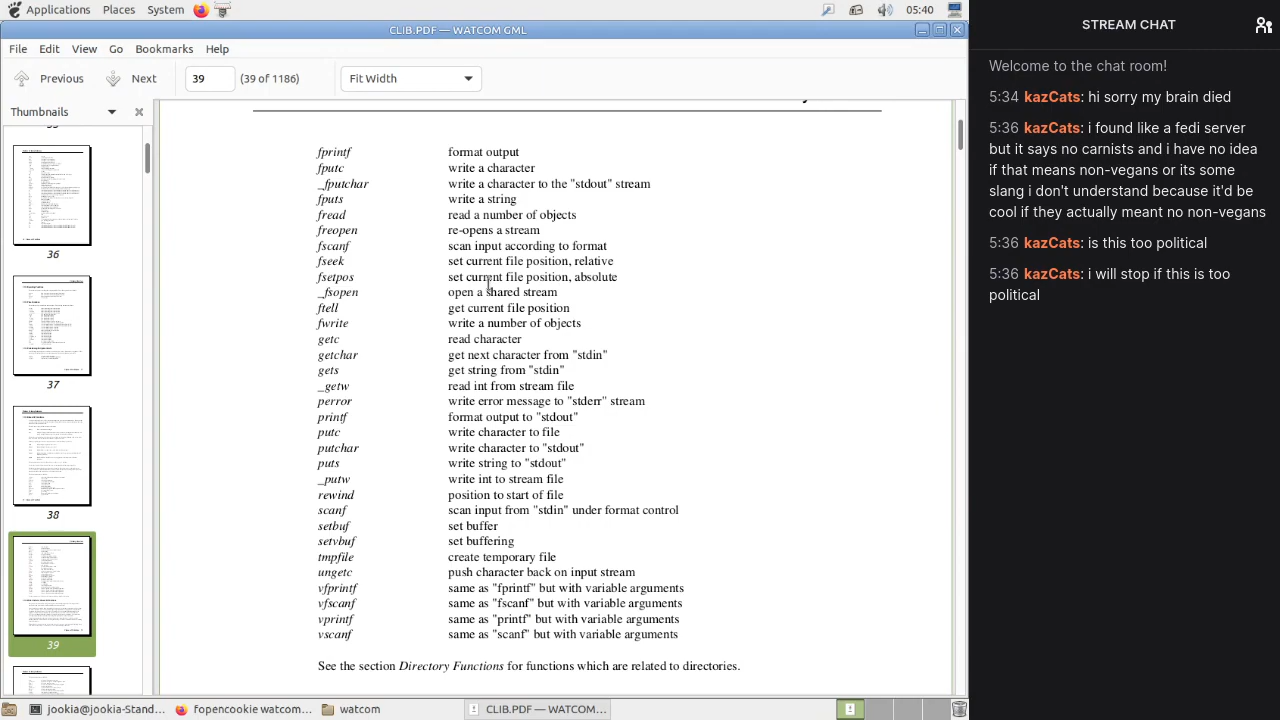 Applications Places System 05:40
CLIB.PDF — WATCOM GML
File Edit View Go Bookmarks Help
Previous Next 39 (39 of 1186) Fit Width
Thumbnails
36
37
38
39
fprintf format output
fputc write a character
_fputchar write a character to the "stdout" stream
fputs write a string
fread read a number of objects
freopen re-opens a stream
fscanf scan input according to format
fseek set current file position, relative
fsetpos set current file position, absolute
_fsopen open a shared stream
ftell get current file position
fwrite write a number of objects
getc read character
getchar get next character from "stdin"
gets get string from "stdin"
_getw read int from stream file
perror write error message to "stderr" stream
printf format output to "stdout"
putc write character to file
putchar write character to "stdout"
puts write string to "stdout"
_putw write int to stream file
rewind position to start of file
scanf scan input from "stdin" under format control
setbuf set buffer
setvbuf set buffering
tmpfile create temporary file
ungetc push character back on input stream
vfprintf same as "fprintf" but with variable arguments
vfscanf same as "fscanf" but with variable arguments
vprintf same as "printf" but with variable arguments
vscanf same as "scanf" but with variable arguments
See the section Directory Functions for functions which are related to directories.
jookia@jookia-Stand... fopencookie watcom... watcom CLIB.PDF — WATCOM...
STREAM CHAT
Welcome to the chat room!
5:34 kazCats: hi sorry my brain died
5:36 kazCats: i found like a fedi server
but it says no carnists and i have no idea
if that means non-vegans or its some
slang i don't understand because it'd be
cool if they actually meant no non-vegans
5:36 kazCats: is this too political
5:36 kazCats: i will stop if this is too
political